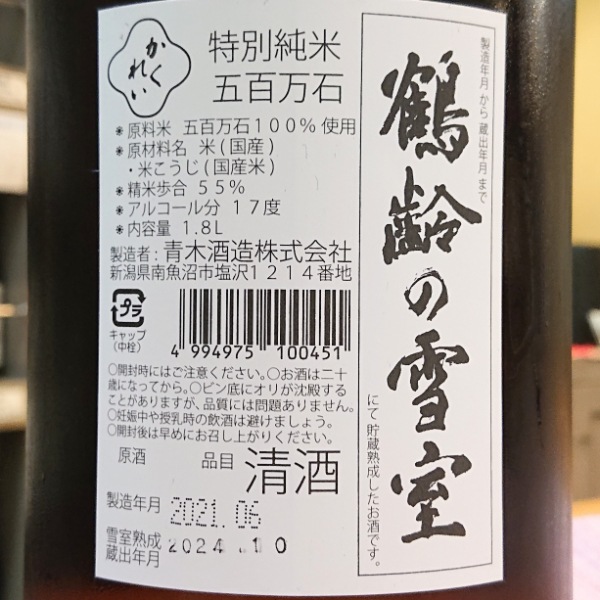 かくれい
特別純米
五百万石
＊原料米 五百万石１００％使用
＊原材料名 米(国産)
・米こうじ(国産米)
＊精米歩合 ５５％
＊アルコール分 １７度
＊内容量 1.8L
製造者:青木酒造株式会社
新潟県南魚沼市塩沢１２１４番地
プラ
キャップ
(中栓)
4 994975 100451
○開封時にはご注意ください。○お酒は二十
歳になってから。○ビン底にオリが沈殿する
ことがありますが、品質には問題ありません。
○妊娠中や授乳時の飲酒は避けましょう。
○開封後は早めにお召し上がりください。
原酒 品目 清酒
製造年月 2021.06
雪室熟成
蔵出年月 2024.10
製造年月から蔵出年月まで
鶴齢の雪室
にて貯蔵熟成したお酒です。